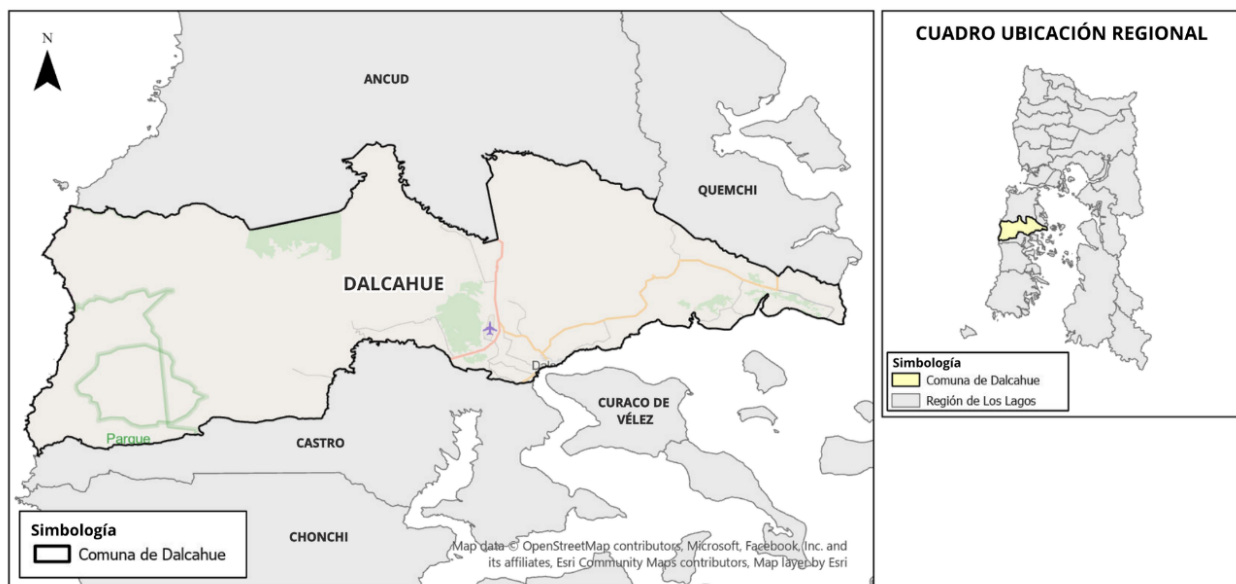 N
ANCUD
QUEMCHI
DALCAHUE
CURACO DE
VÉLEZ
Parque
CASTRO
CHONCHI
Simbología
Comuna de Dalcahue
Map data © OpenStreetMap contributors, Microsoft, Facebook, Inc. and
its affiliates, Esri Community Maps contributors, Map layer by Esri
CUADRO UBICACIÓN REGIONAL
Simbología
Comuna de Dalcahue
Región de Los Lagos